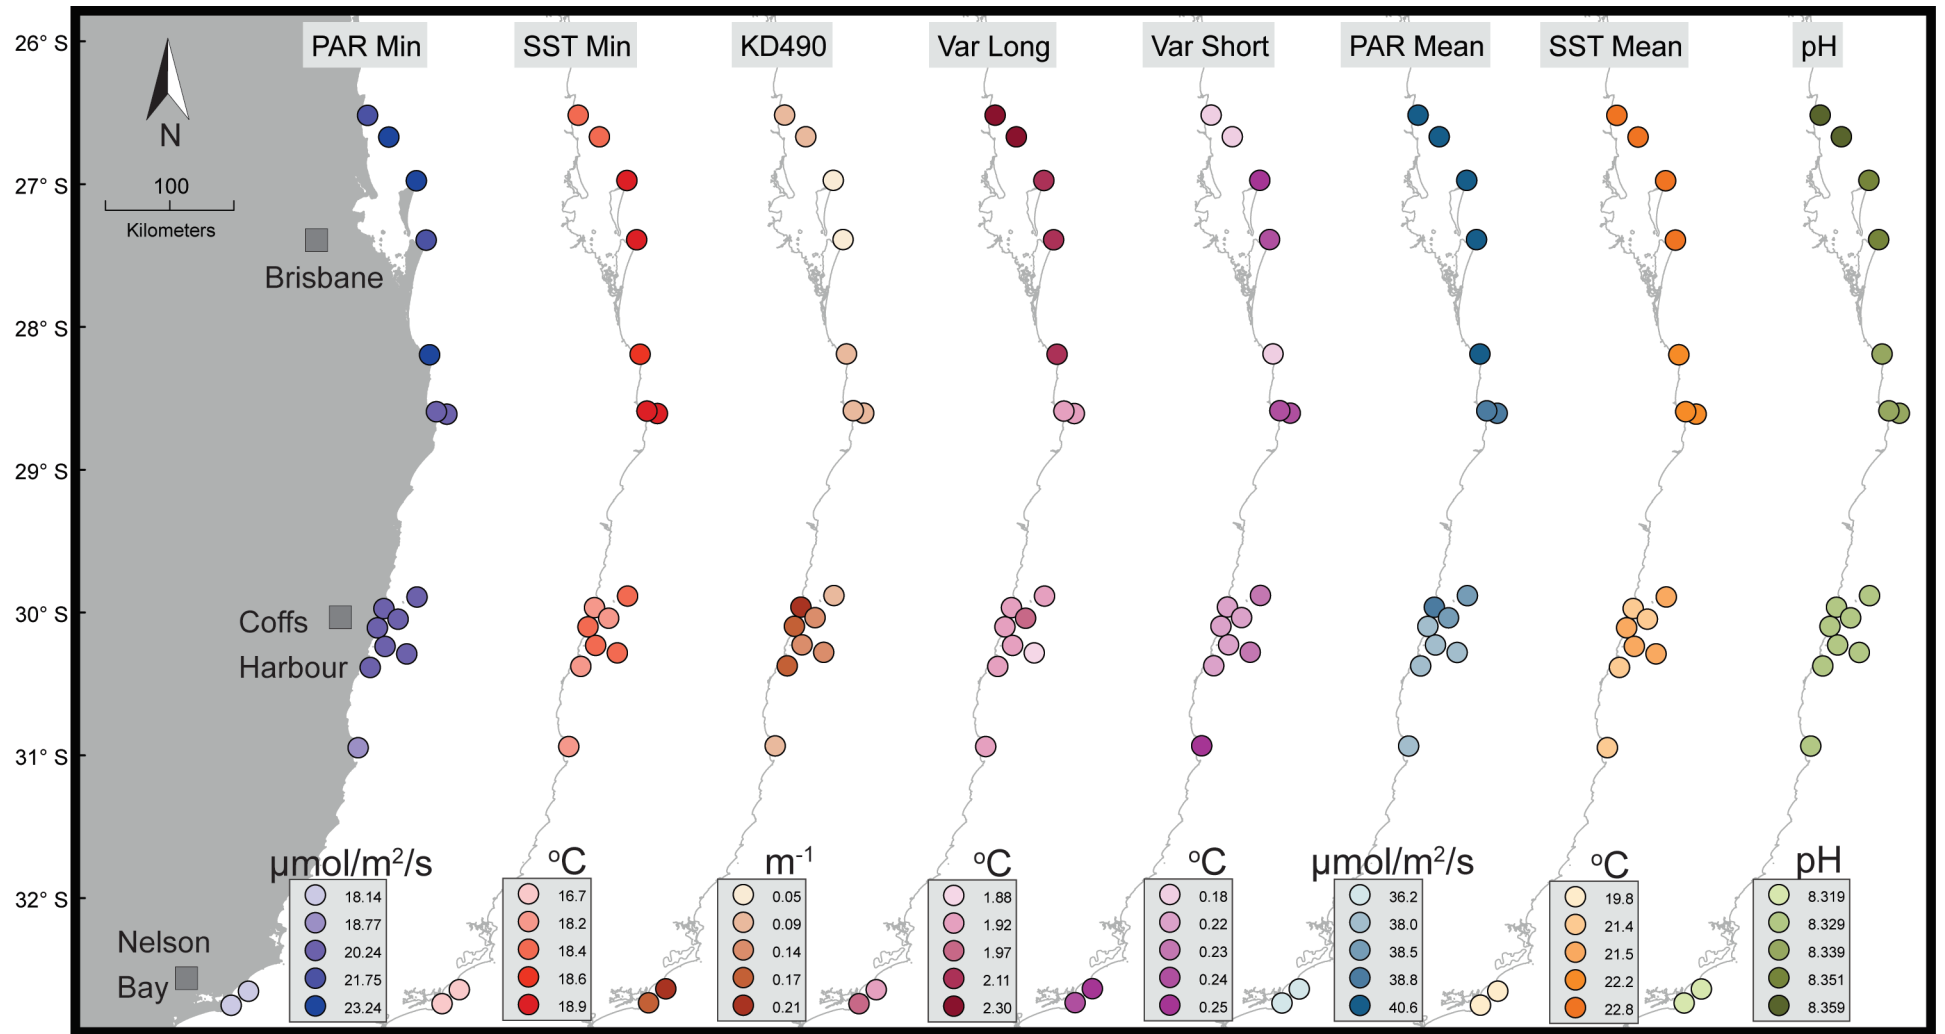 26° S
PAR Min
SST Min
KD490
Var Long
Var Short
PAR Mean
SST Mean
pH
N
27° S
100
Kilometers
Brisbane
28° S
29° S
30° S
Coffs
Harbour
31° S
32° S
Nelson
Bay
µmol/m²/s
18.14
18.77
20.24
21.75
23.24
°C
16.7
18.2
18.4
18.6
18.9
m⁻¹
0.05
0.09
0.14
0.17
0.21
°C
1.88
1.92
1.97
2.11
2.30
°C
0.18
0.22
0.23
0.24
0.25
µmol/m²/s
36.2
38.0
38.5
38.8
40.6
°C
19.8
21.4
21.5
22.2
22.8
pH
8.319
8.329
8.339
8.351
8.359